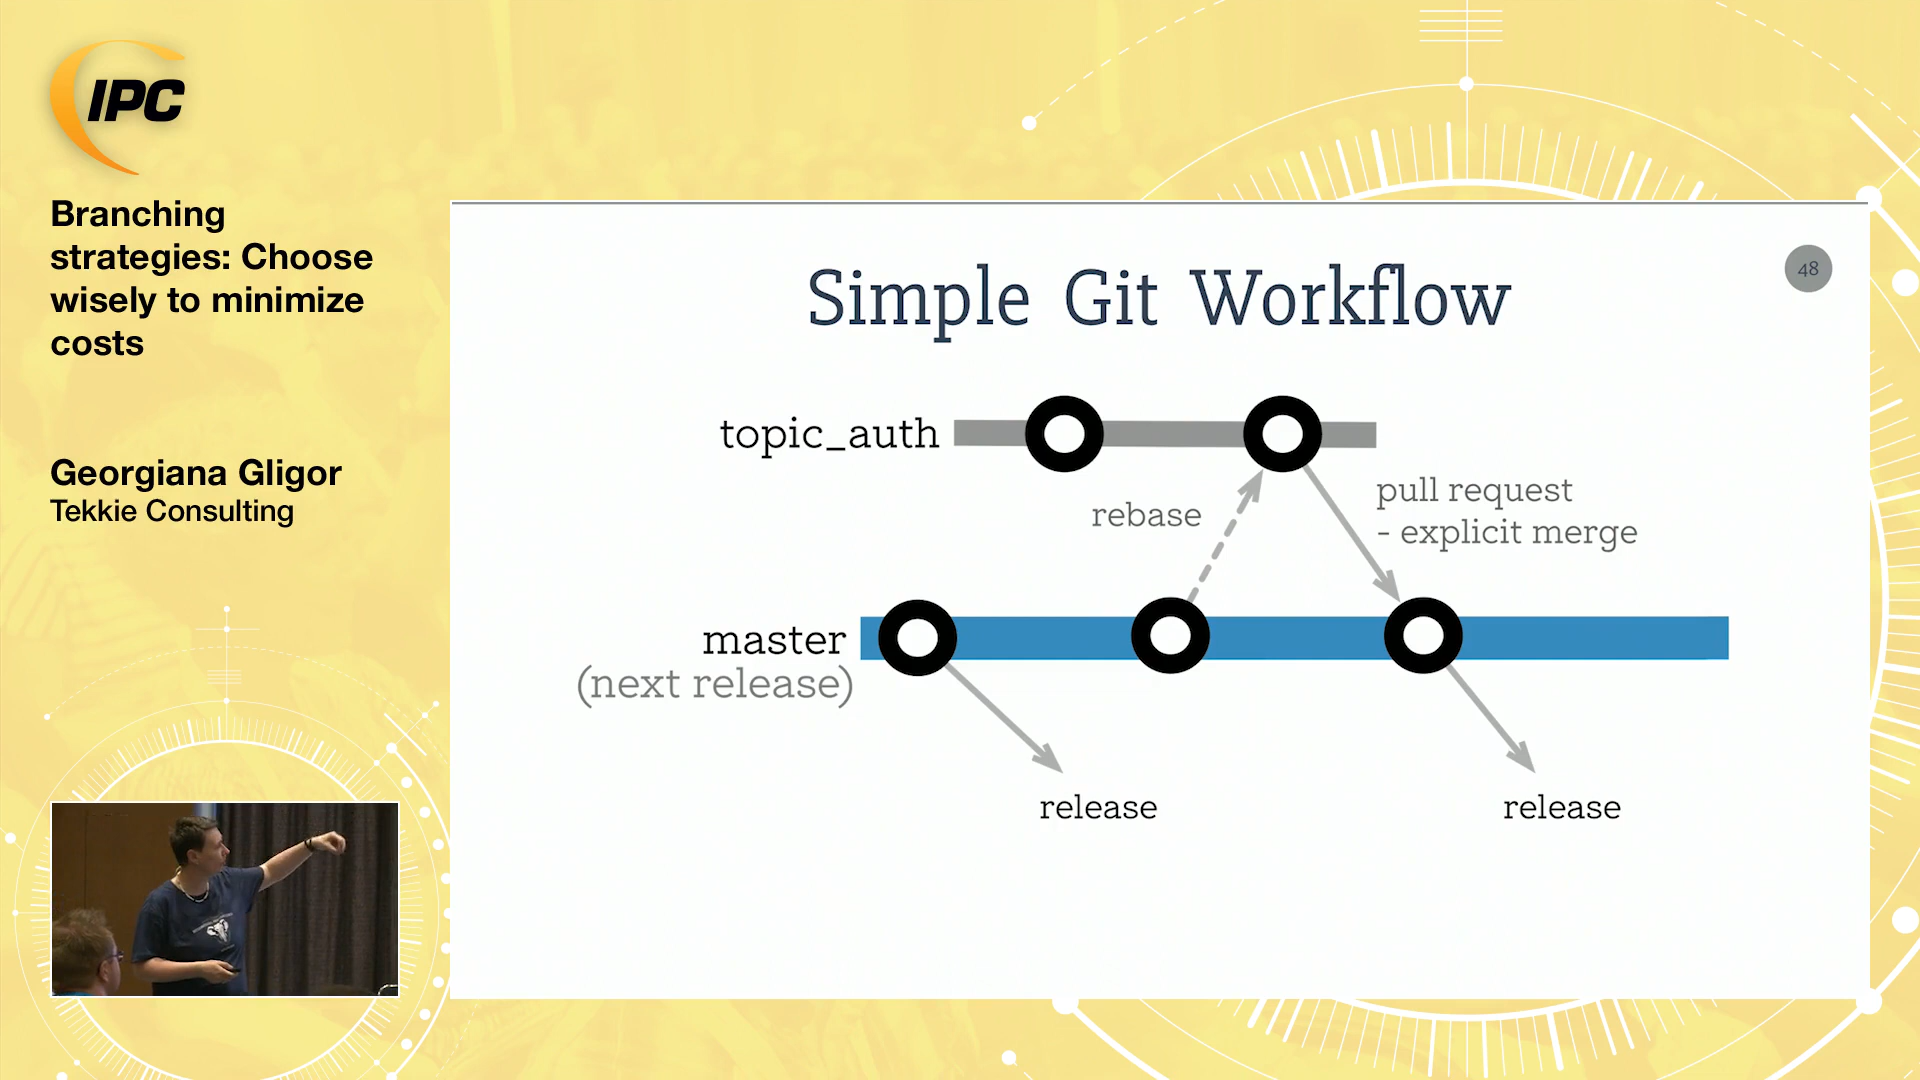 IPC
Branching
strategies: Choose
wisely to minimize
costs
Georgiana Gligor
Tekkie Consulting
48
Simple Git Workflow
topic_auth
rebase
pull request
- explicit merge
master
(next release)
release
release